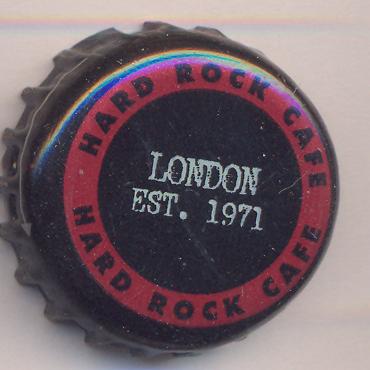 HARD ROCK CAFE
LONDON
EST. 1971
HARD ROCK CAFE